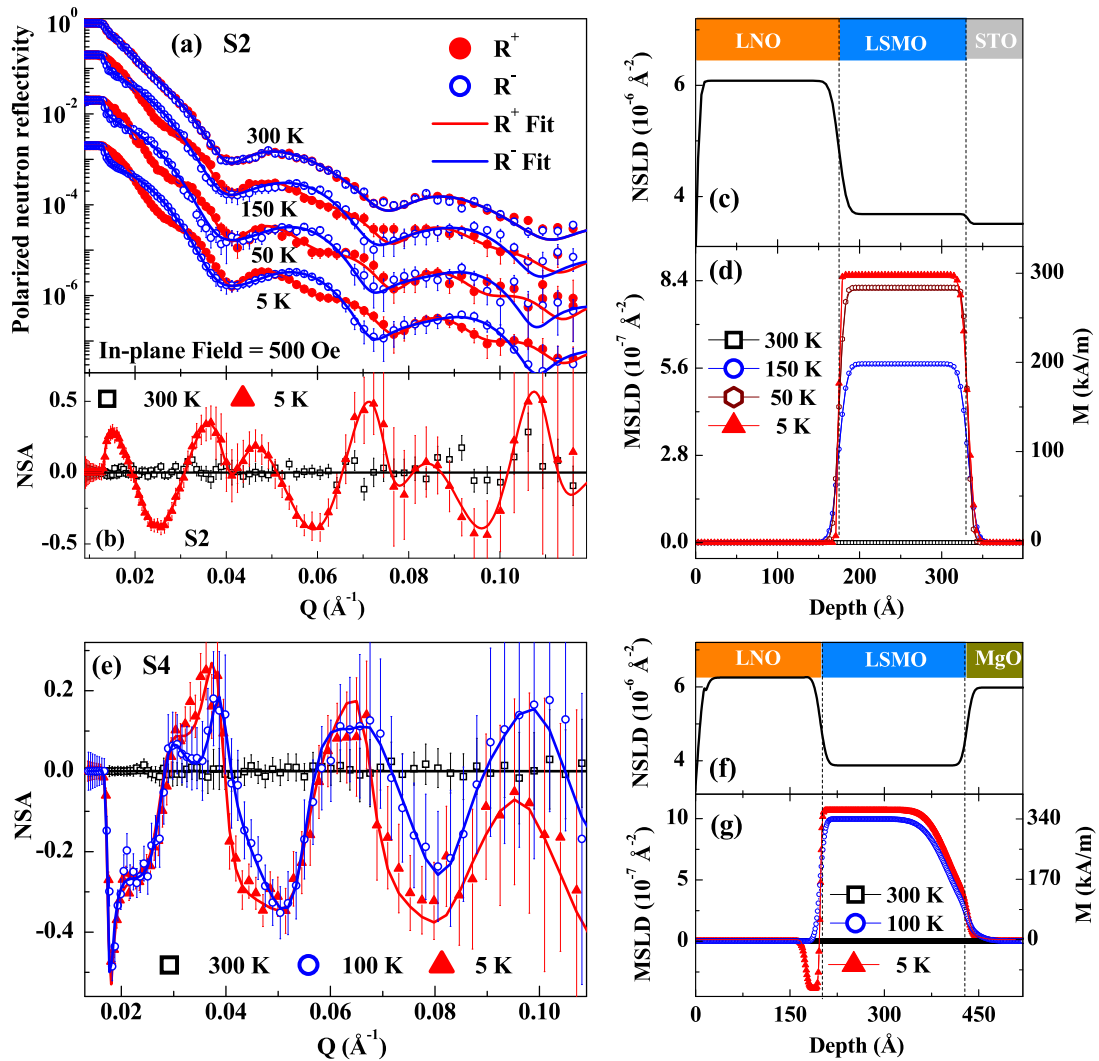 (a) S2
R⁺
R⁻
R⁺ Fit
R⁻ Fit
300 K
150 K
50 K
5 K
In-plane Field = 500 Oe
Polarized neutron reflectivity
10⁰
10⁻²
10⁻⁴
10⁻⁶
300 K 5 K
NSA
0.5
0.0
-0.5
(b) S2
0.02 0.04 0.06 0.08 0.10
Q (Å⁻¹)
LNO LSMO STO
NSLD (10⁻⁶ Å⁻²)
6
4
(c)
(d)
MSLD (10⁻⁷ Å⁻²)
8.4
5.6
2.8
0.0
300 K
150 K
50 K
5 K
M (kA/m)
300
200
100
0
0 100 200 300
Depth (Å)
(e) S4
NSA
0.2
0.0
-0.2
-0.4
300 K 100 K 5 K
0.02 0.04 0.06 0.08 0.10
Q (Å⁻¹)
LNO LSMO MgO
NSLD (10⁻⁶ Å⁻²)
6
4
(f)
(g)
MSLD (10⁻⁷ Å⁻²)
10
5
0
300 K
100 K
5 K
M (kA/m)
340
170
0
0 150 300 450
Depth (Å)